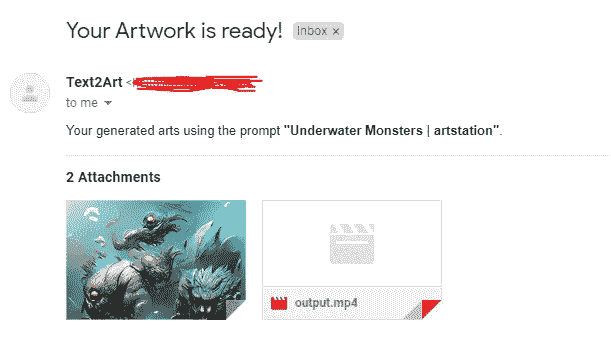 Your Artwork is ready! Inbox ×
Text2Art <
to me
Your generated arts using the prompt "Underwater Monsters | artstation".
2 Attachments
output.mp4